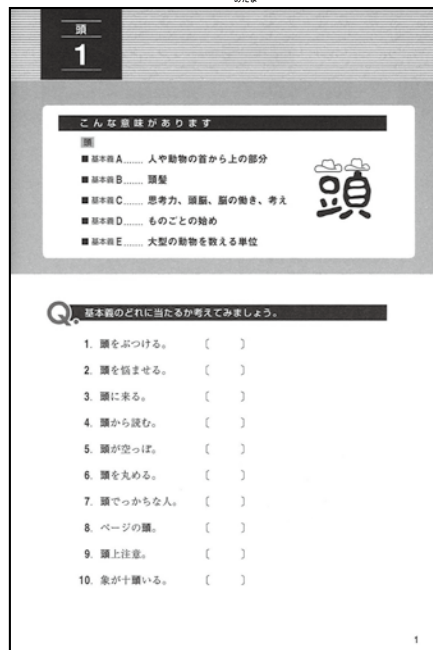 あたま
頭
1
こんな意味があります
頭
■ 基本義A……. 人や動物の首から上の部分
■ 基本義B……. 頭髪
■ 基本義C……. 思考力、頭脳、脳の働き、考え
■ 基本義D……. ものごとの始め
■ 基本義E……. 大型の動物を数える単位
頭
Q. 基本義のどれに当たるか考えてみましょう。
1. 頭をぶつける。 〔 〕
2. 頭を悩ませる。 〔 〕
3. 頭に来る。 〔 〕
4. 頭から読む。 〔 〕
5. 頭が空っぽ。 〔 〕
6. 頭を丸める。 〔 〕
7. 頭でっかちな人。 〔 〕
8. ページの頭。 〔 〕
9. 頭上注意。 〔 〕
10. 象が十頭いる。 〔 〕
1